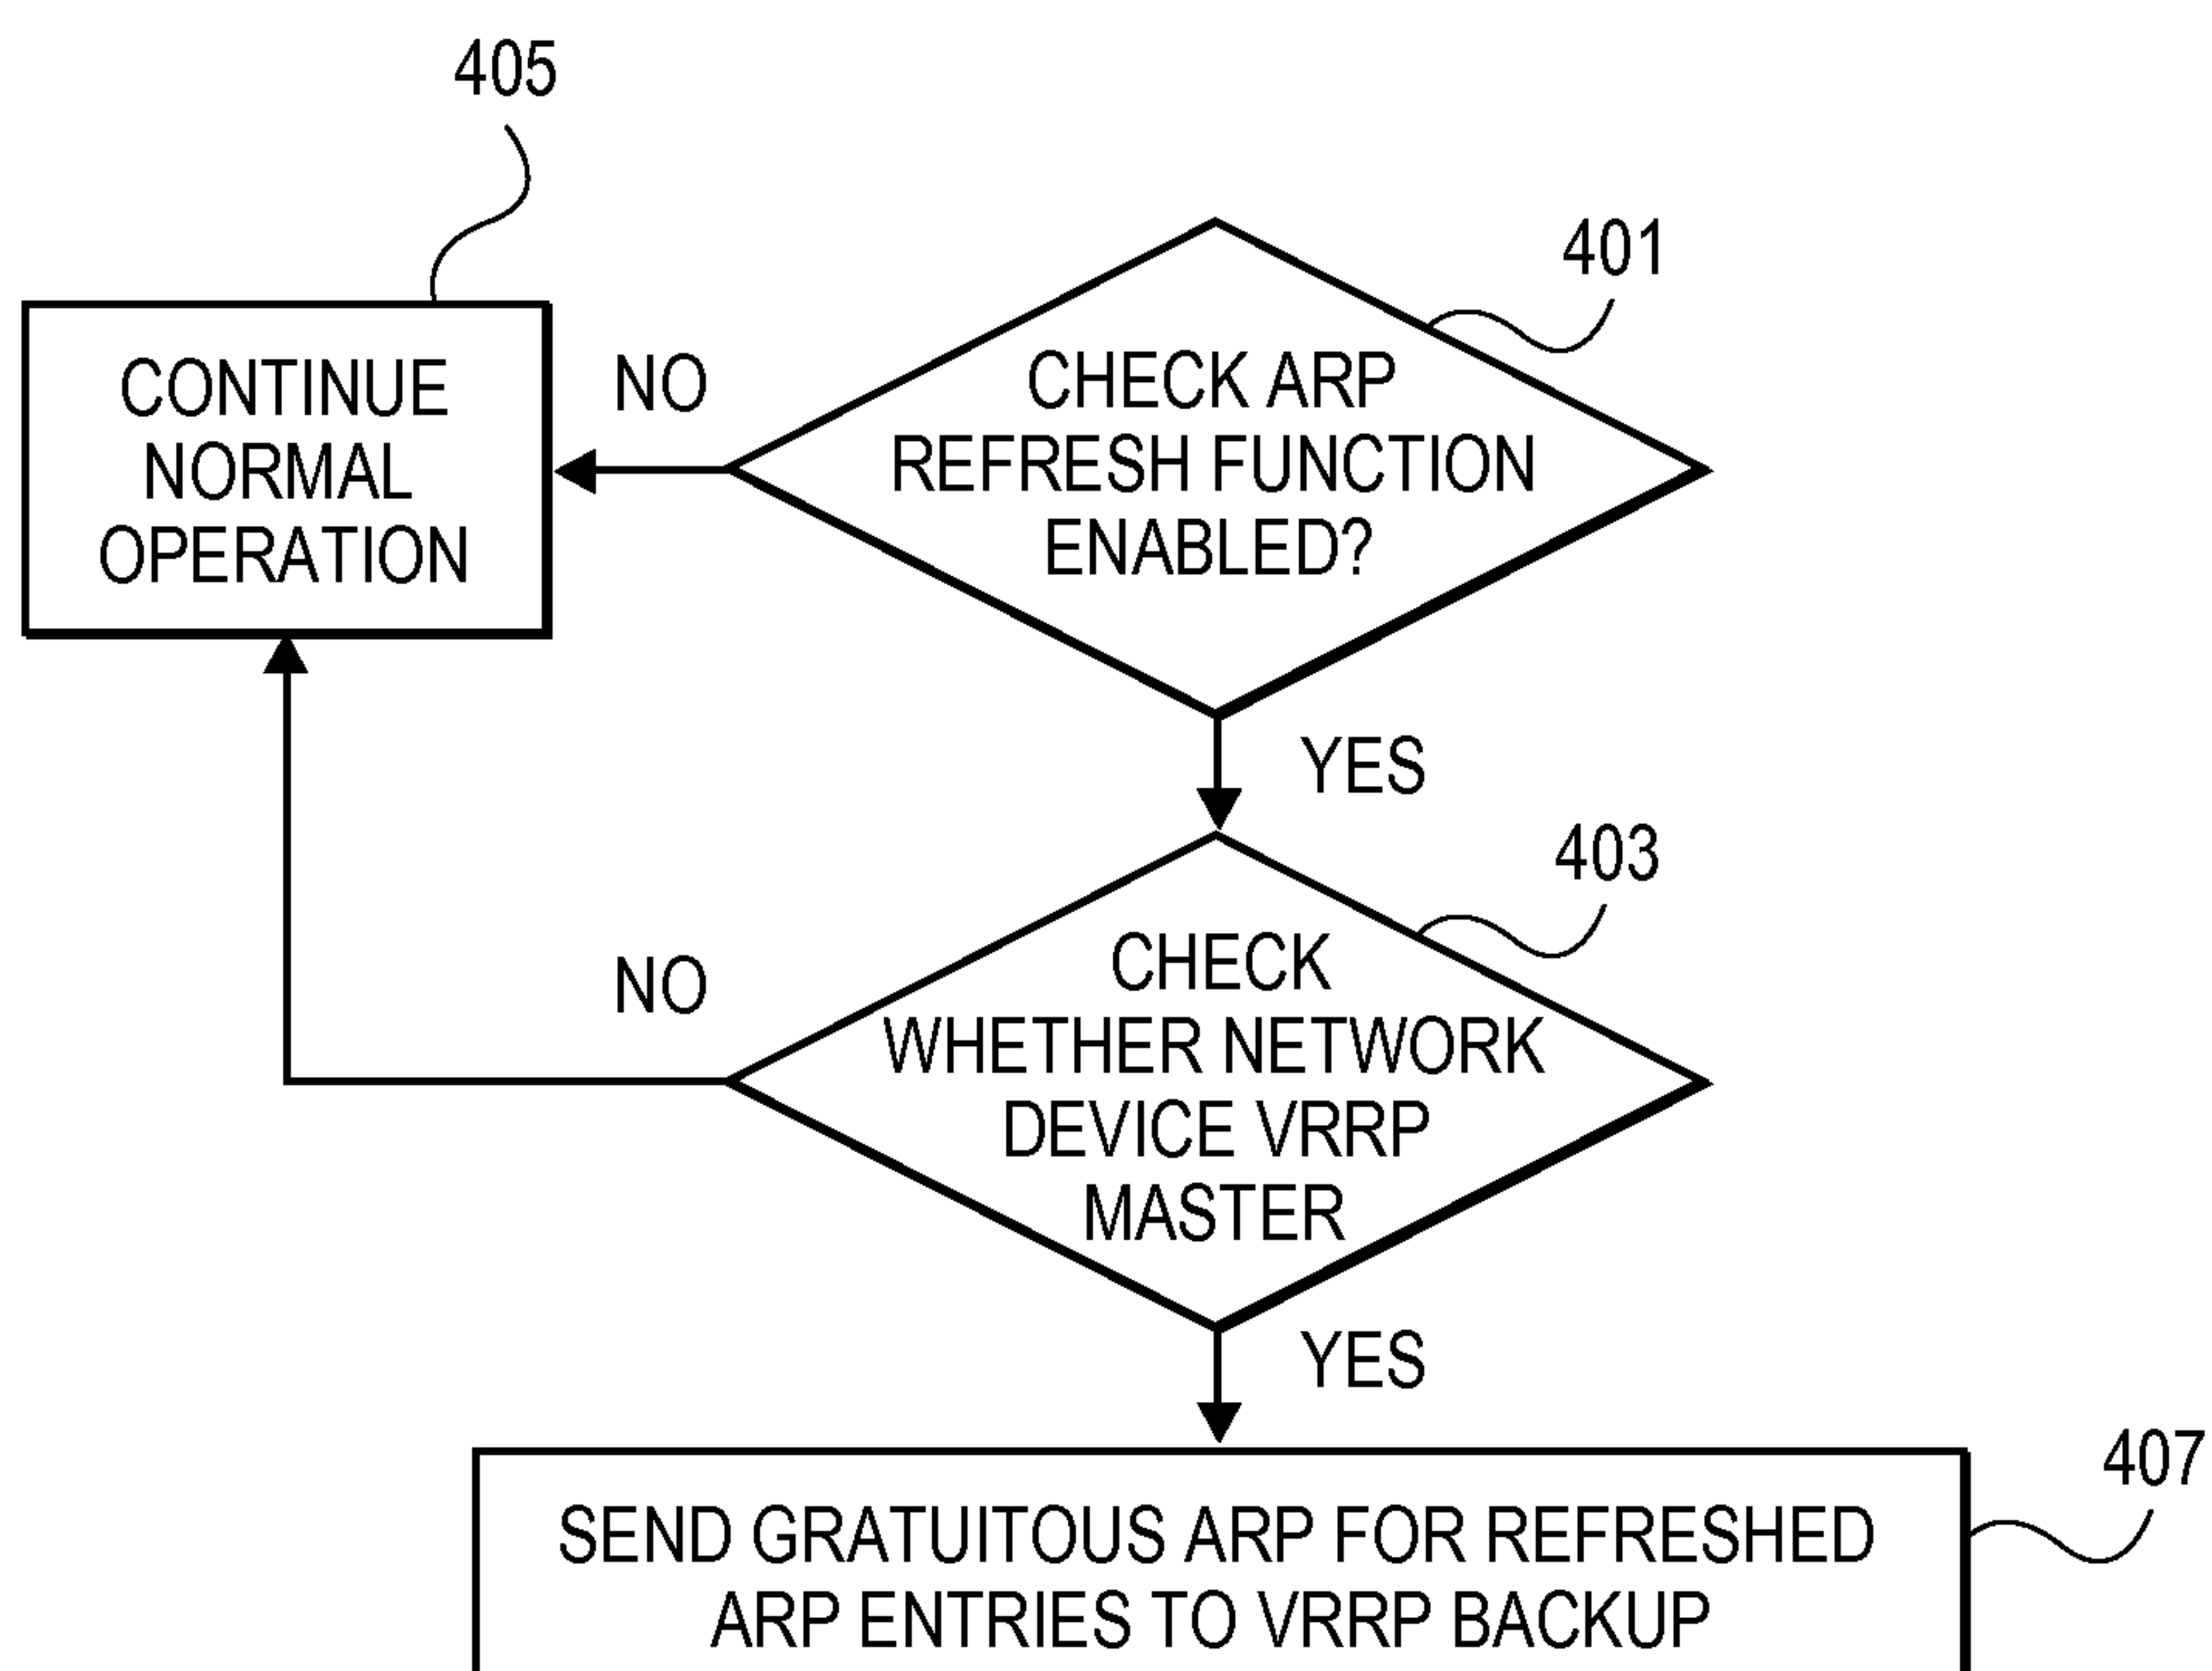 405
401
CONTINUE
NORMAL
OPERATION
NO
CHECK ARP
REFRESH FUNCTION
ENABLED?
YES
403
NO
CHECK
WHETHER NETWORK
DEVICE VRRP
MASTER
YES
407
SEND GRATUITOUS ARP FOR REFRESHED
ARP ENTRIES TO VRRP BACKUP